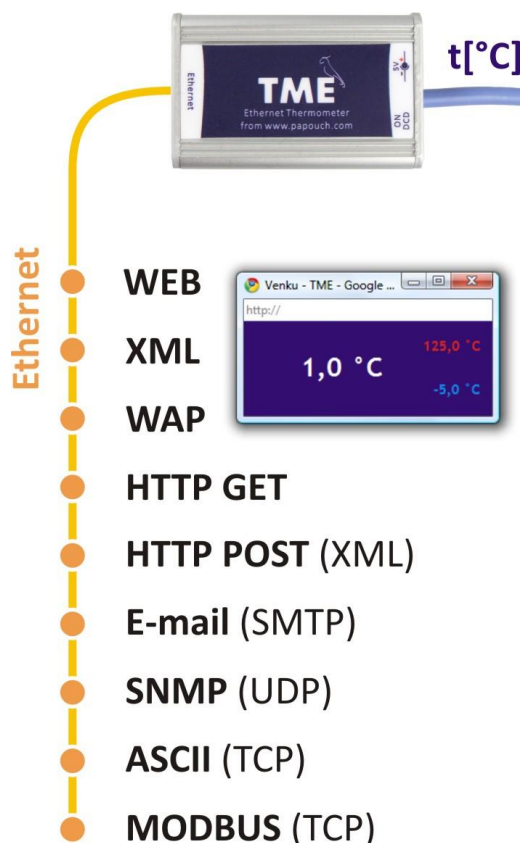 t[°C]
Ethernet
TME
5V
Ethernet Thermometer
from www.papouch.com
ON
DCD
Ethernet
WEB
Venku - TME - Google ...
http://
125,0 °C
1,0 °C
-5,0 °C
XML
WAP
HTTP GET
HTTP POST (XML)
E-mail (SMTP)
SNMP (UDP)
ASCII (TCP)
MODBUS (TCP)